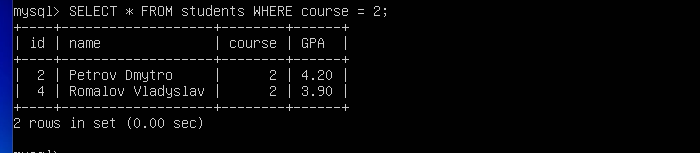 mysql> SELECT * FROM students WHERE course = 2;
+----+------------------+--------+------+
| id | name             | course | GPA  |
+----+------------------+--------+------+
|  2 | Petrov Dmytro    |      2 | 4.20 |
|  4 | Romalov Vladyslav |      2 | 3.90 |
+----+------------------+--------+------+
2 rows in set (0.00 sec)
mysql>